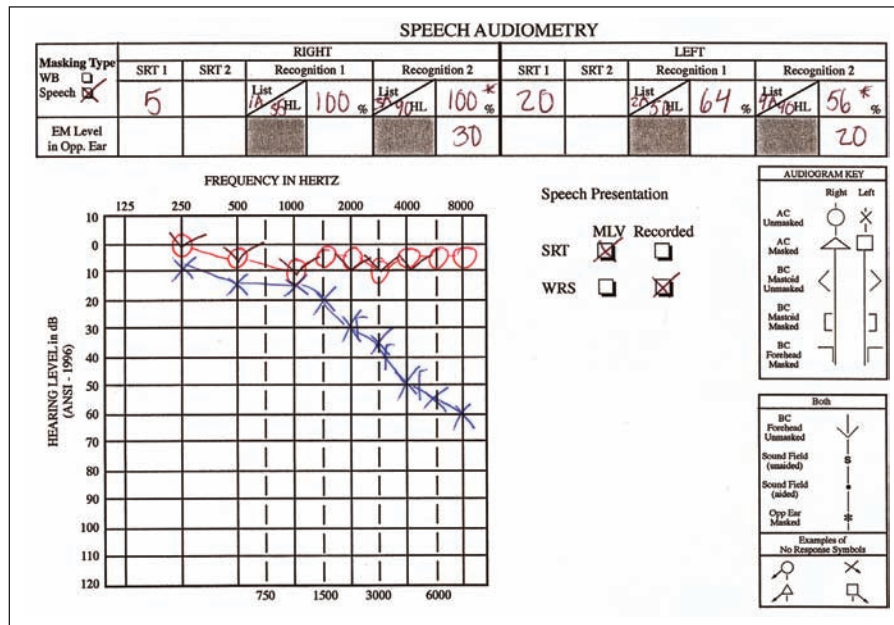 SPEECH AUDIOMETRY
Masking Type
WB
Speech
RIGHT
LEFT
SRT 1 SRT 2 Recognition 1 Recognition 2 SRT 1 SRT 2 Recognition 1 Recognition 2
5 List 1A 55 HL 100 % List 90 HL 100* % 20 List 2A HL 64 % List 4A 90 HL 56* %
EM Level
in Opp. Ear
30 20
FREQUENCY IN HERTZ
125 250 500 1000 2000 4000 8000
HEARING LEVEL in dB
(ANSI - 1996)
10
0
10
20
30
40
50
60
70
80
90
100
110
120
750 1500 3000 6000
Speech Presentation
MLV Recorded
SRT
WRS
AUDIOGRAM KEY
Right Left
AC
Unmasked
AC
Masked
BC
Mastoid
Unmasked
BC
Mastoid
Masked
BC
Forehead
Masked
Both
BC
Forehead
Unmasked
Sound Field
(unaided)
S
Sound Field
(aided)
Opp Ear
Masked
*
Examples of
No Response Symbols